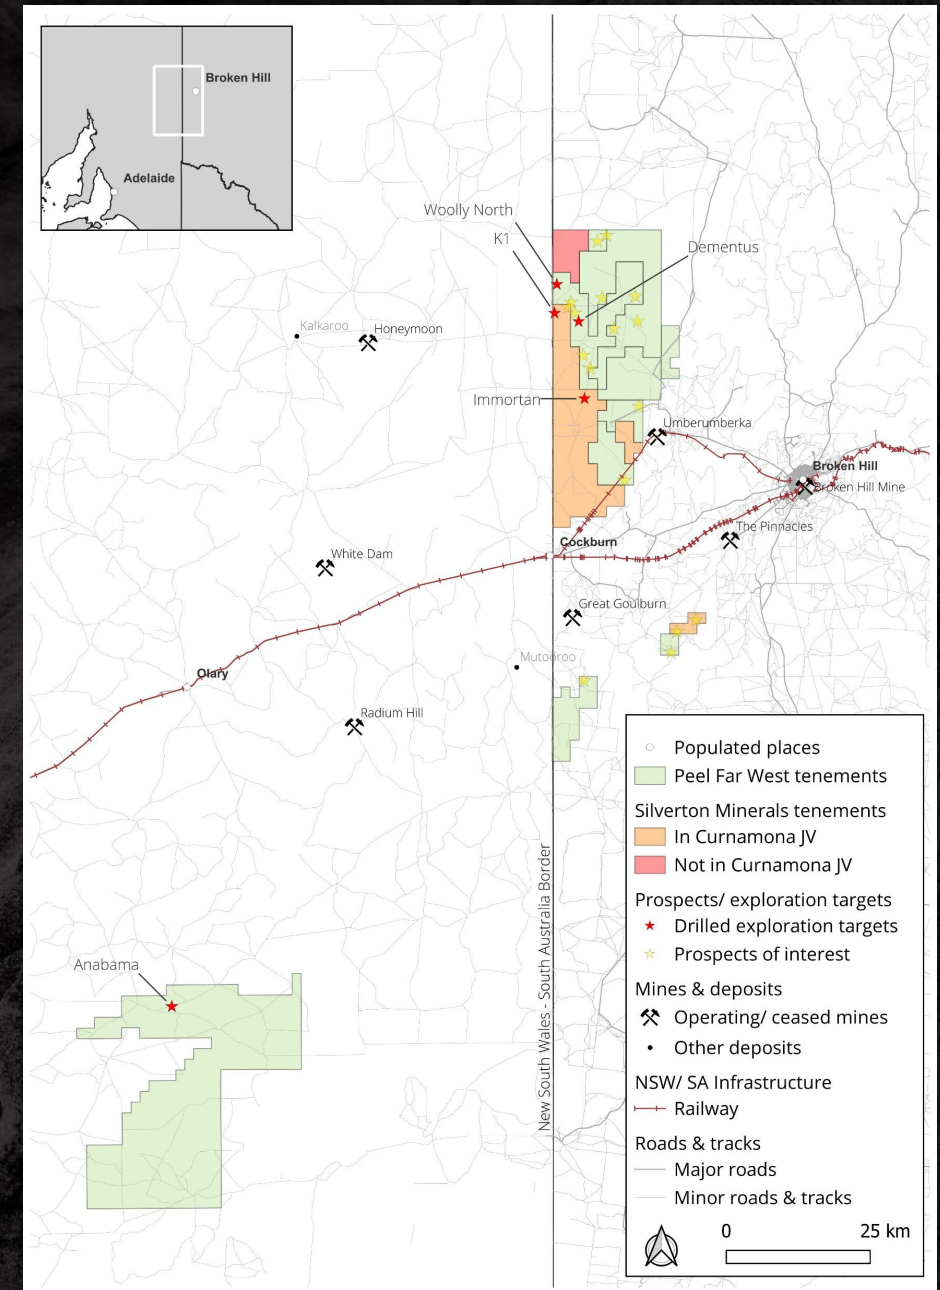 Broken Hill
Adelaide
Woolly North
K1
Dementus
Kalkaroo
Honeymoon
Immortan
Umberumberka
Broken Hill
Broken Hill Mine
The Pinnacles
Cockburn
White Dam
Great Goulburn
Mutooroo
Olary
Radium Hill
New South Wales - South Australia Border
Anabama
Populated places
Peel Far West tenements
Silverton Minerals tenements
In Curnamona JV
Not in Curnamona JV
Prospects/ exploration targets
Drilled exploration targets
Prospects of interest
Mines & deposits
Operating/ ceased mines
Other deposits
NSW/ SA Infrastructure
Railway
Roads & tracks
Major roads
Minor roads & tracks
0 25 km